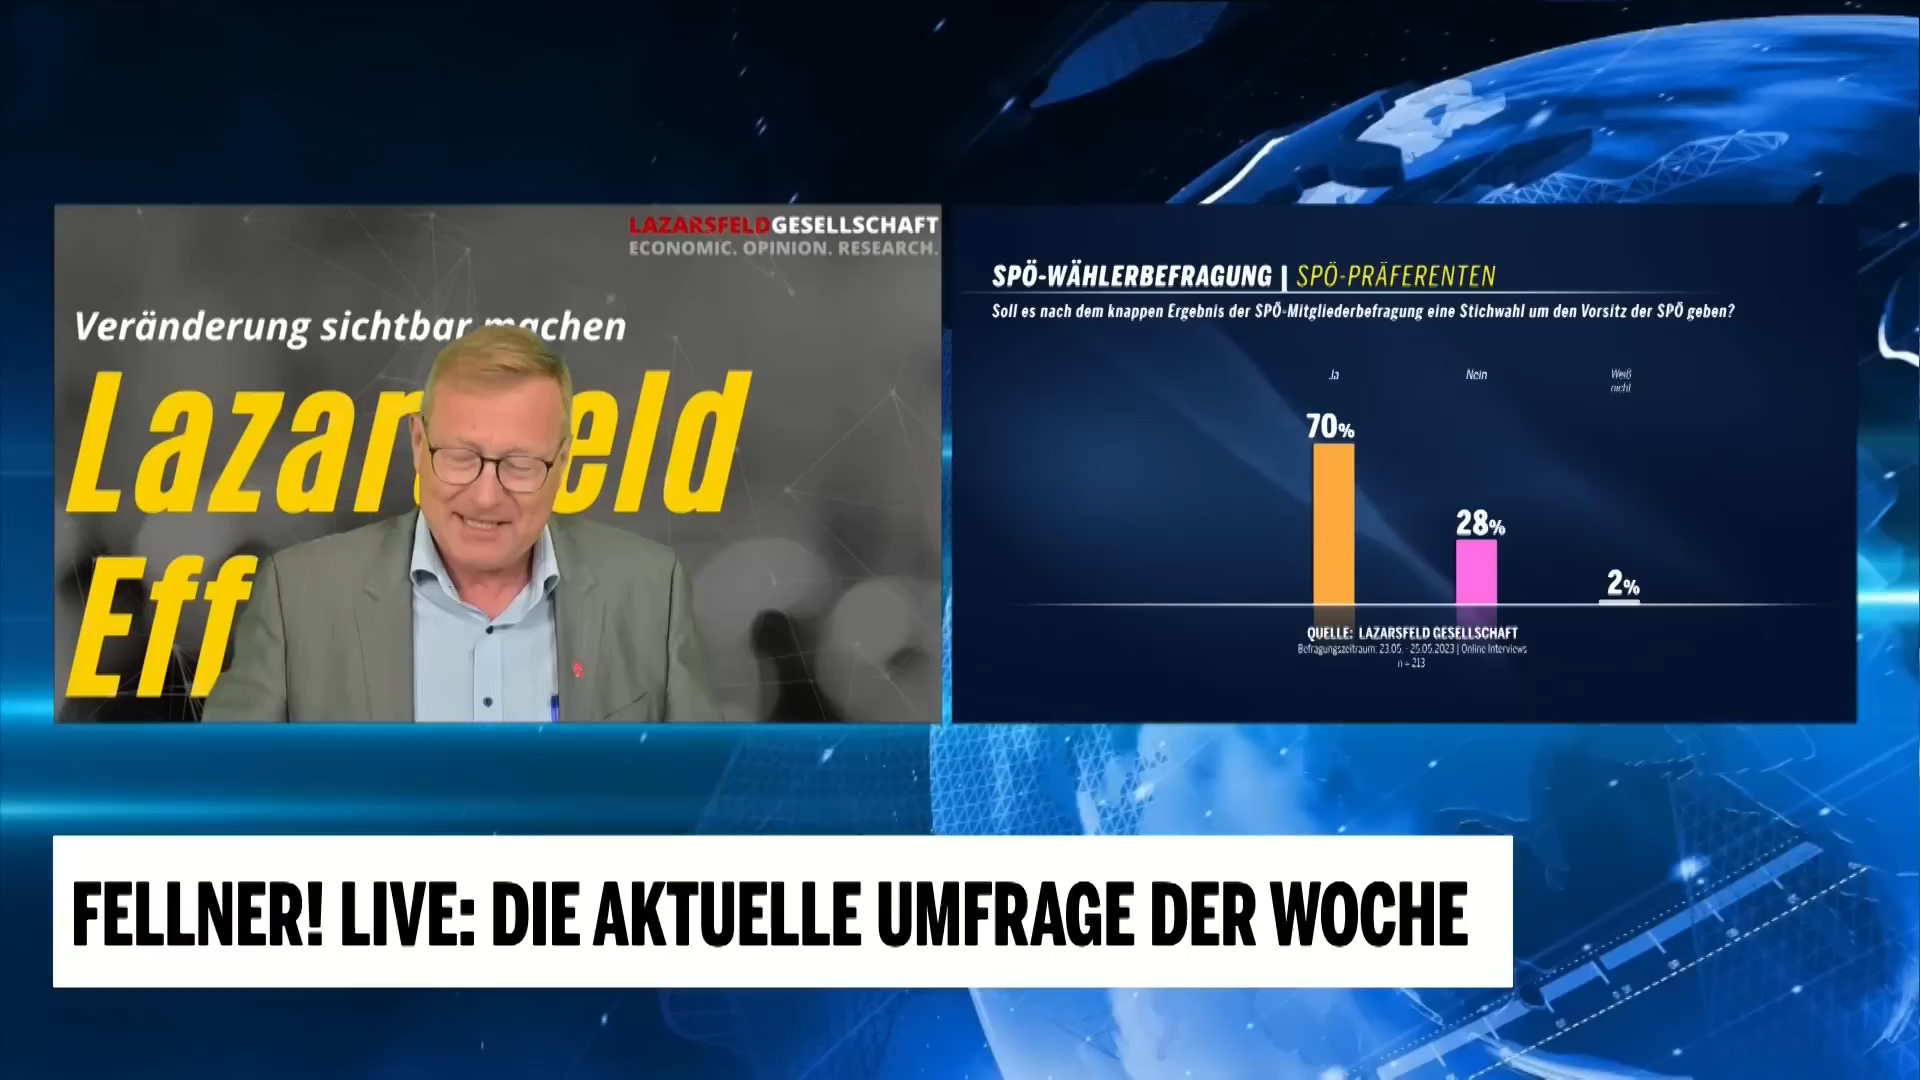 LAZARSFELDGESELLSCHAFT
ECONOMIC. OPINION. RESEARCH.
Veränderung sichtbar machen
Lazarsfeld
Eff
SPÖ-WÄHLERBEFRAGUNG | SPÖ-PRÄFERENTEN
Soll es nach dem knappen Ergebnis der SPÖ-Mitgliederbefragung eine Stichwahl um den Vorsitz der SPÖ geben?
Ja
Nein
Weiß
nicht
70%
28%
2%
QUELLE: LAZARSFELD GESELLSCHAFT
Befragungszeitraum: 23.05. - 25.05.2023 | Online Interviews
n = 213
FELLNER! LIVE: DIE AKTUELLE UMFRAGE DER WOCHE